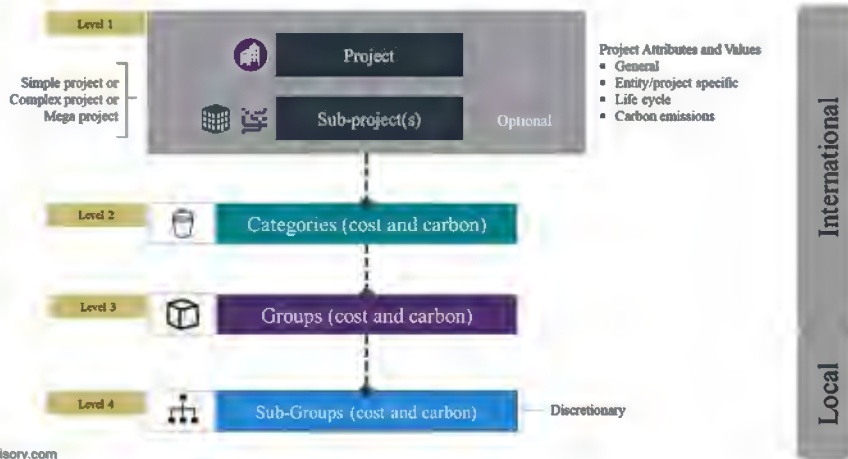 Level 1
Project
Simple project or
Complex project or
Mega project
Sub-project(s)
Optional
Project Attributes and Values
• General
• Entity/project specific
• Life cycle
• Carbon emissions
Level 2
Categories (cost and carbon)
Level 3
Groups (cost and carbon)
Level 4
Sub-Groups (cost and carbon)
Discretionary
International
Local
isory.com